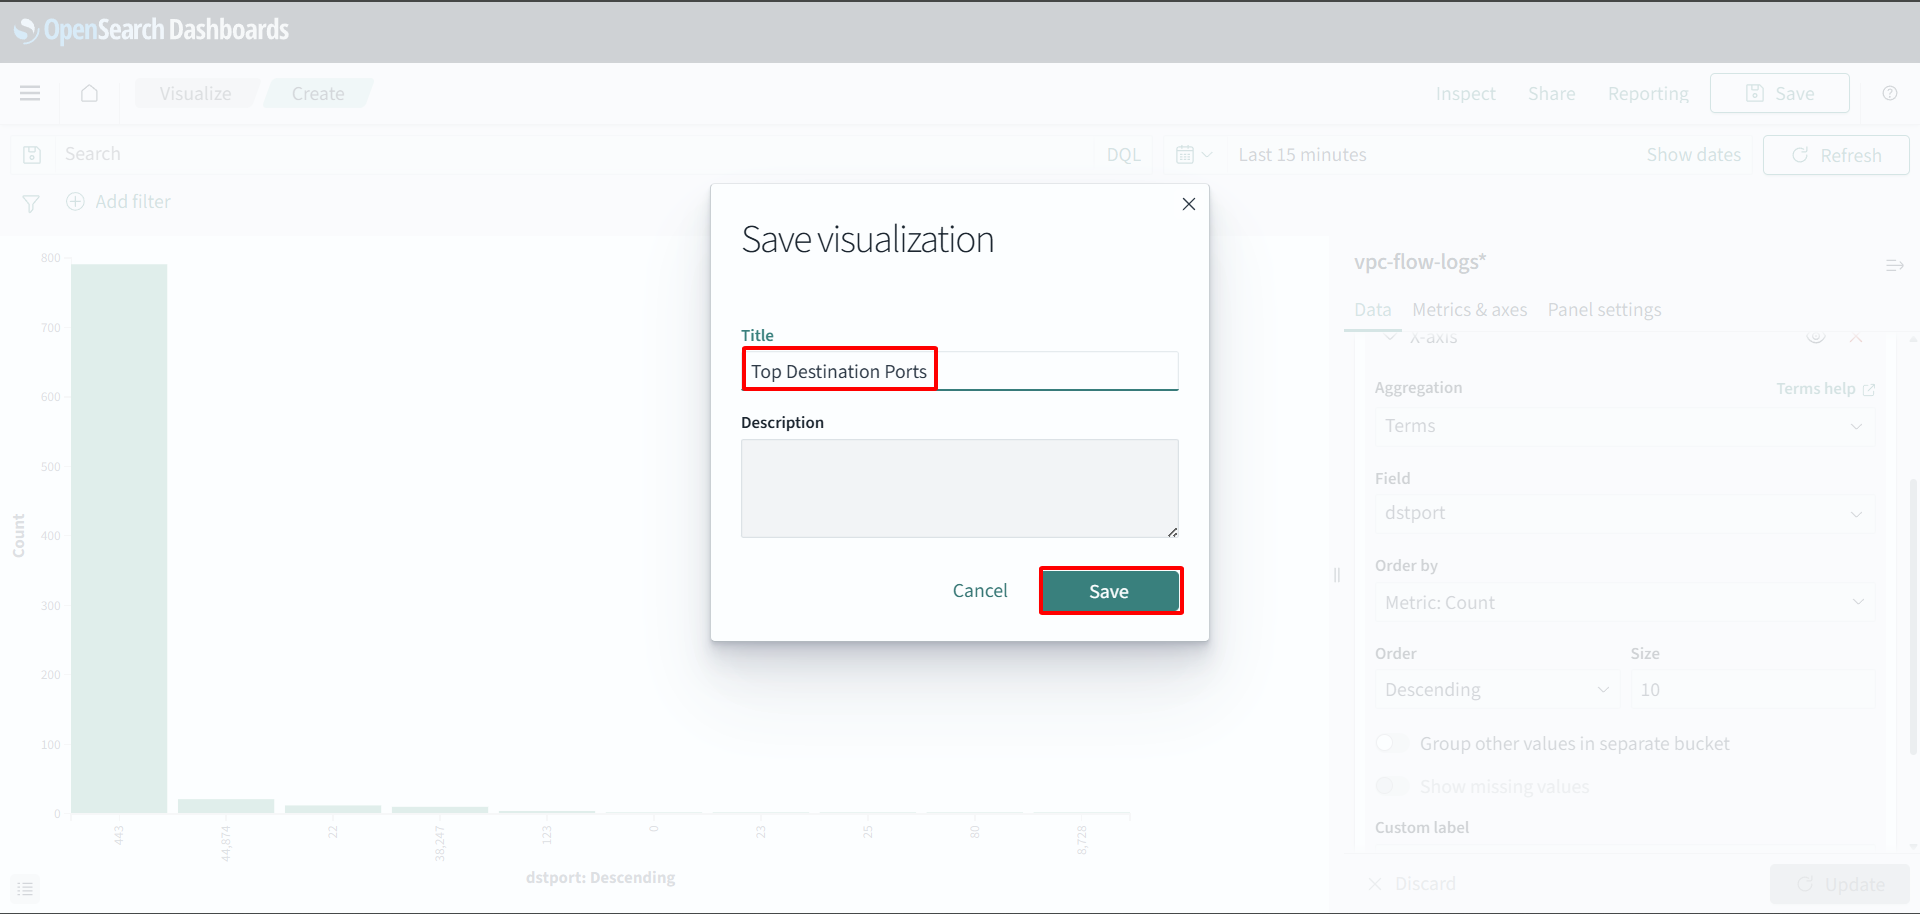 OpenSearch Dashboards
Visualize
Create
Inspect
Share
Reporting
Save
Search
DQL
Last 15 minutes
Show dates
Refresh
Add filter
Save visualization
Title
Top Destination Ports
Description
Cancel
Save
800
700
600
500
400
300
200
100
0
Count
443
44,874
22
38,247
123
0
23
25
80
8,728
dstport: Descending
vpc-flow-logs*
Data
Metrics & axes
Panel settings
X-axis
Aggregation
Terms help
Terms
Field
dstport
Order by
Metric: Count
Order
Size
Descending
10
Group other values in separate bucket
Show missing values
Custom label
Discard
Update